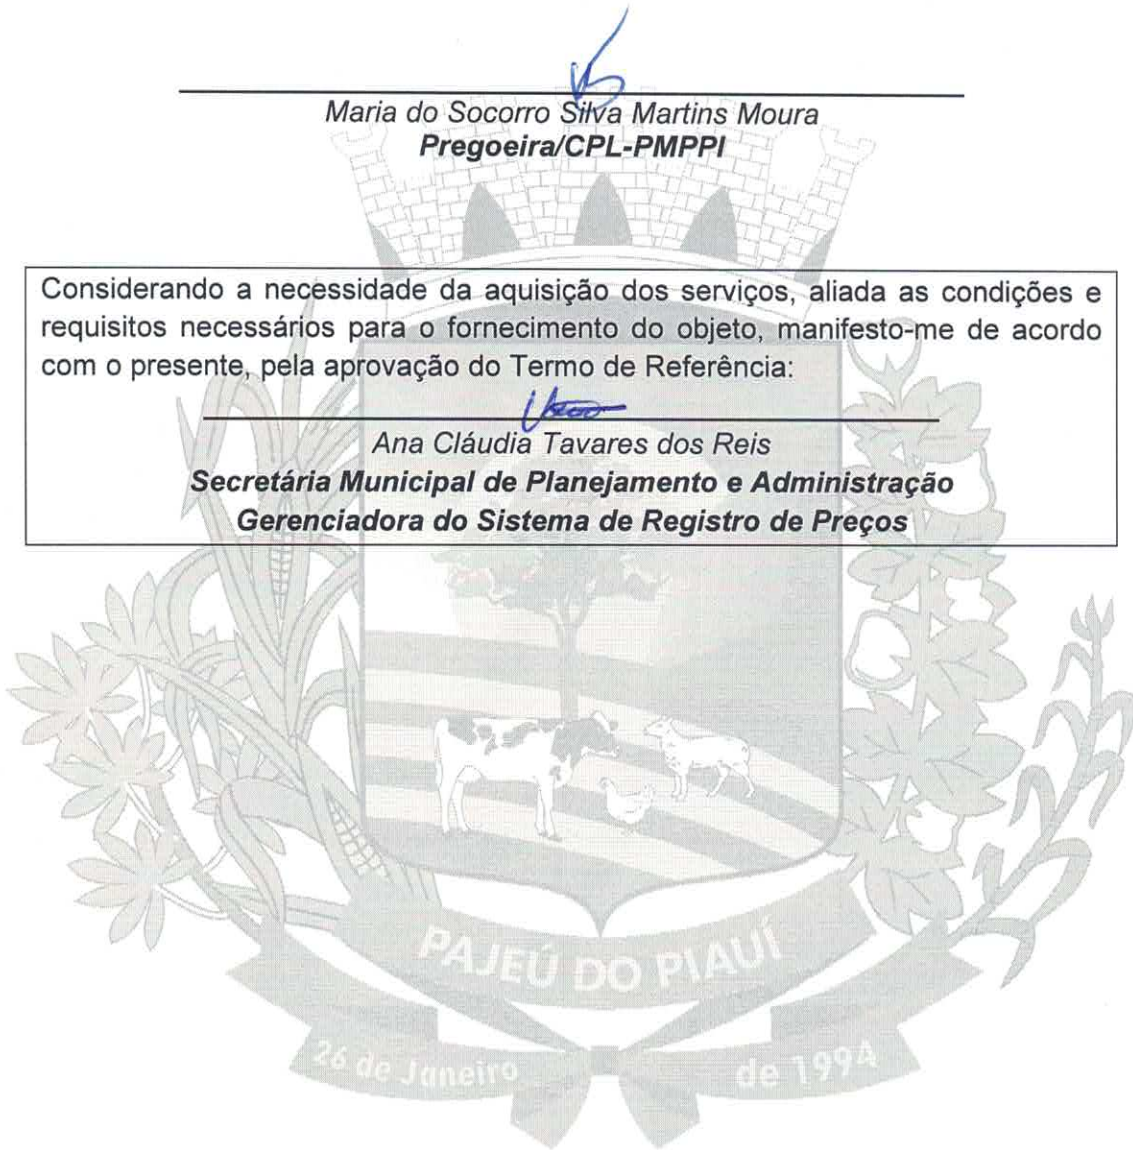 Maria do Socorro Silva Martins Moura
Pregoeira/CPL-PMPPI
Considerando a necessidade da aquisição dos serviços, aliada as condições e
requisitos necessários para o fornecimento do objeto, manifesto-me de acordo
com o presente, pela aprovação do Termo de Referência:
Ana Cláudia Tavares dos Reis
Secretária Municipal de Planejamento e Administração
Gerenciadora do Sistema de Registro de Preços
PAJEÚ DO PIAUÍ
26 de Janeiro de 1994